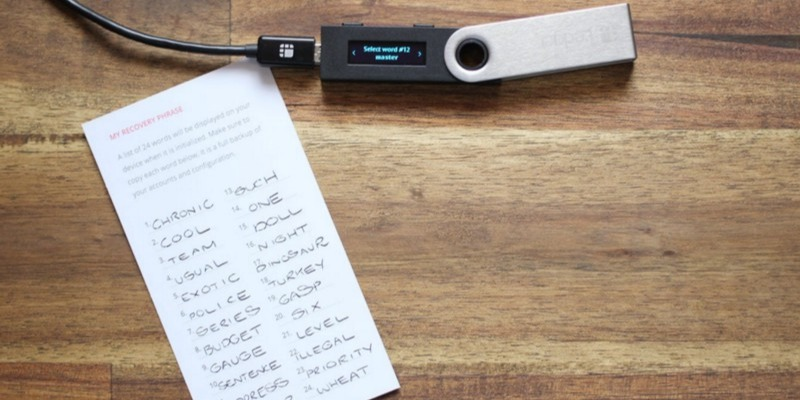 Select word #12
master
MY RECOVERY PHRASE
A list of 24 words will be displayed on your
device when it is initialized. Make sure to
copy each word below; it is a full backup of
your accounts and configuration.
1. CHRONIC
2. COOL
3. TEAM
4. USUAL
5. EXOTIC
6. POLICE
7. SERIES
8. BUDGET
9. GAUGE
10. SENTENCE
13. SUCH
14. ONE
15. DOLL
16. NIGHT
17. DINOSAUR
18. TURKEY
19. GASP
20. SIX
21. LEVEL
22. ILLEGAL
23. PRIORITY
24. WHEAT